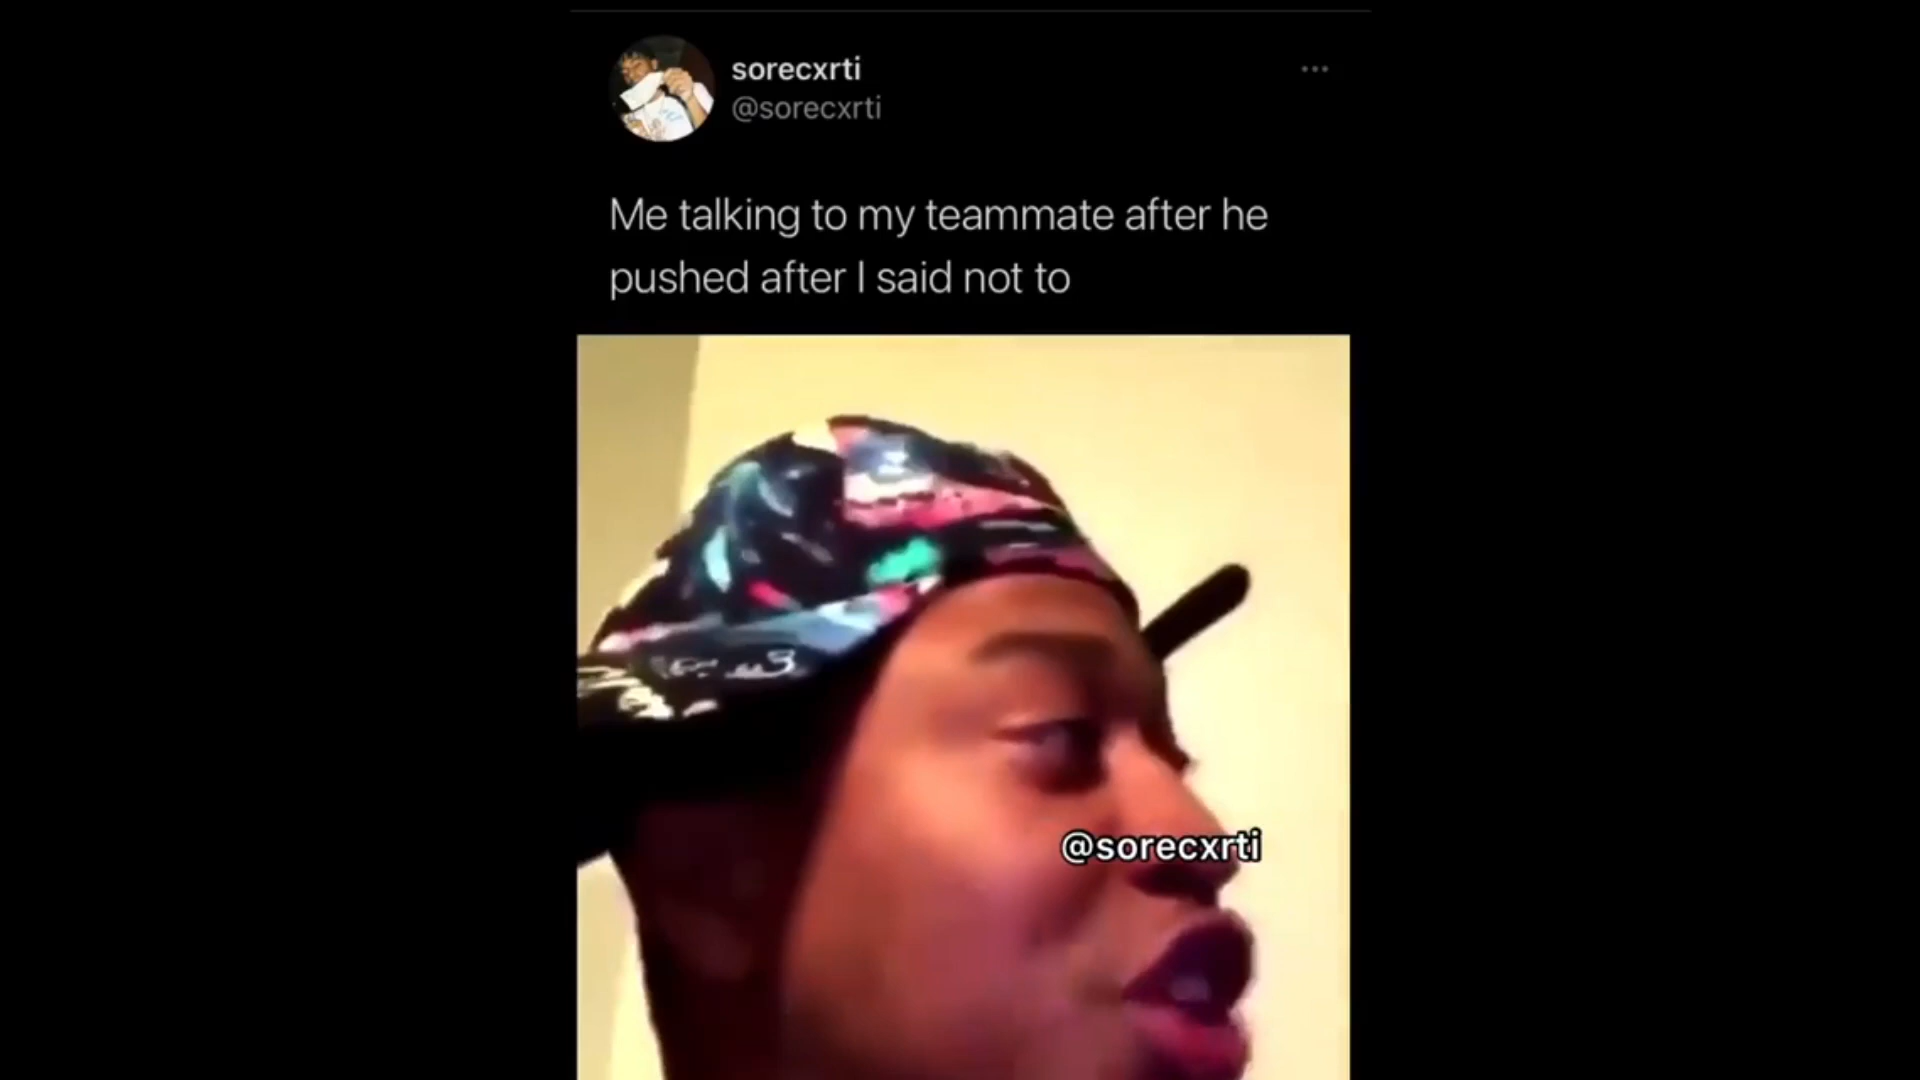 sorecxrti
@sorecxrti
Me talking to my teammate after he
pushed after I said not to
@sorecxrti